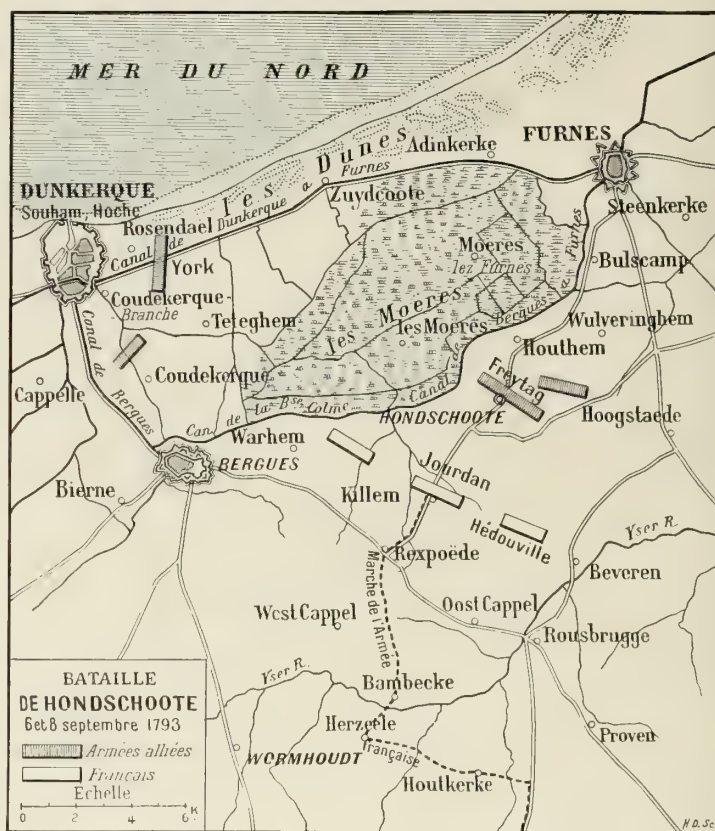 MER DU NORD
FURNES
Adinkerke
les Dunes
Furnes
DUNKERQUE
Souham, Hoche
Zuydcoote
Steenkerke
Rosendael
Canal de Dunkerque a
York
Moeres
lez Furnes
Bulscamp
Coudekerque-
Branche
Teteghem
les Moeres
les Moeres
Canal de Bergues a Furnes
Wulveringhem
Houthem
Canal de Bergues
Coudekerque
Freytag
Cappelle
Can. de la Bse Colme
HONDSCHOOTE
Hoogstaede
Warhem
BERGUES
Jourdan
Bierne
Killem
Hédouville
Yser R.
Rexpoëde
Beveren
Marche de l'Armée
West Cappel
Oost Cappel
Rousbrugge
Yser R.
Bambecke
Herzeele
française
Proven
WORMHOUDT
Houtkerke
BATAILLE
DE HONDSCHOOTE
6 et 8 septembre 1793
Armées alliées
Français
Echelle
K
0 2 4 6
H D. Sc